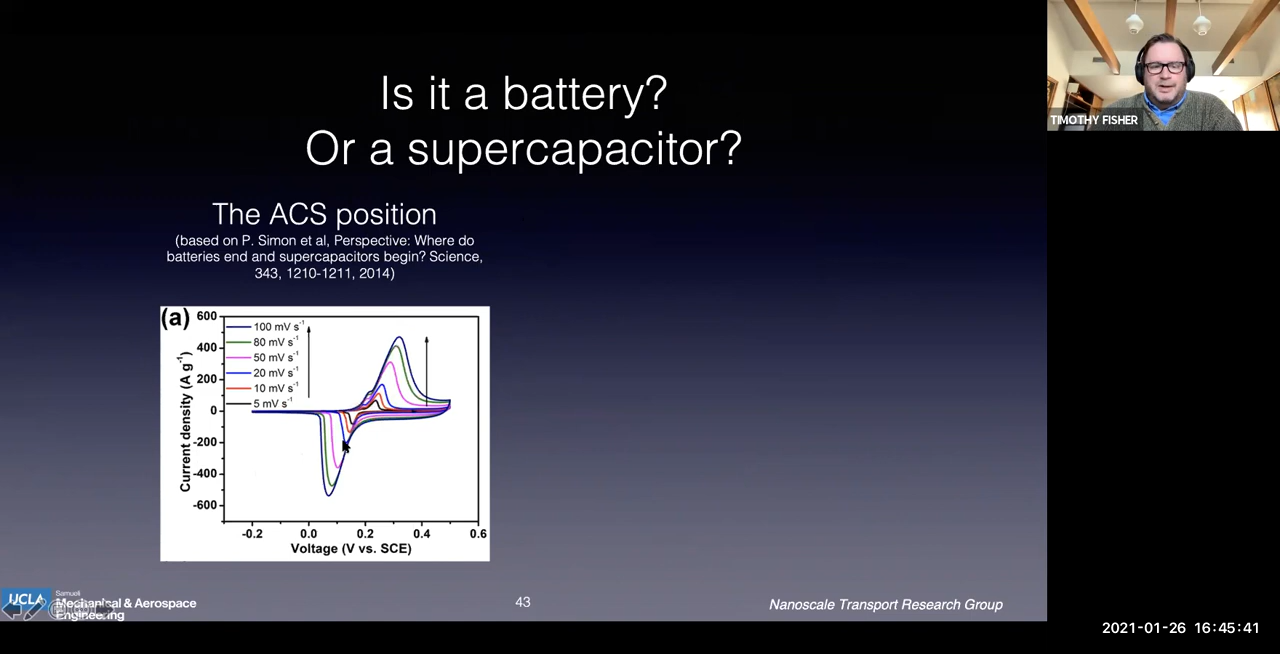 Is it a battery?
Or a supercapacitor?
TIMOTHY FISHER
The ACS position
(based on P. Simon et al, Perspective: Where do
batteries end and supercapacitors begin? Science,
343, 1210-1211, 2014)
(a)
600
400
200
0
-200
-400
-600
Current density (A g⁻¹)
100 mV s⁻¹
80 mV s⁻¹
50 mV s⁻¹
20 mV s⁻¹
10 mV s⁻¹
5 mV s⁻¹
-0.2 0.0 0.2 0.4 0.6
Voltage (V vs. SCE)
UCLA
Samueli
Mechanical & Aerospace
Engineering
43
Nanoscale Transport Research Group
2021-01-26 16:45:41